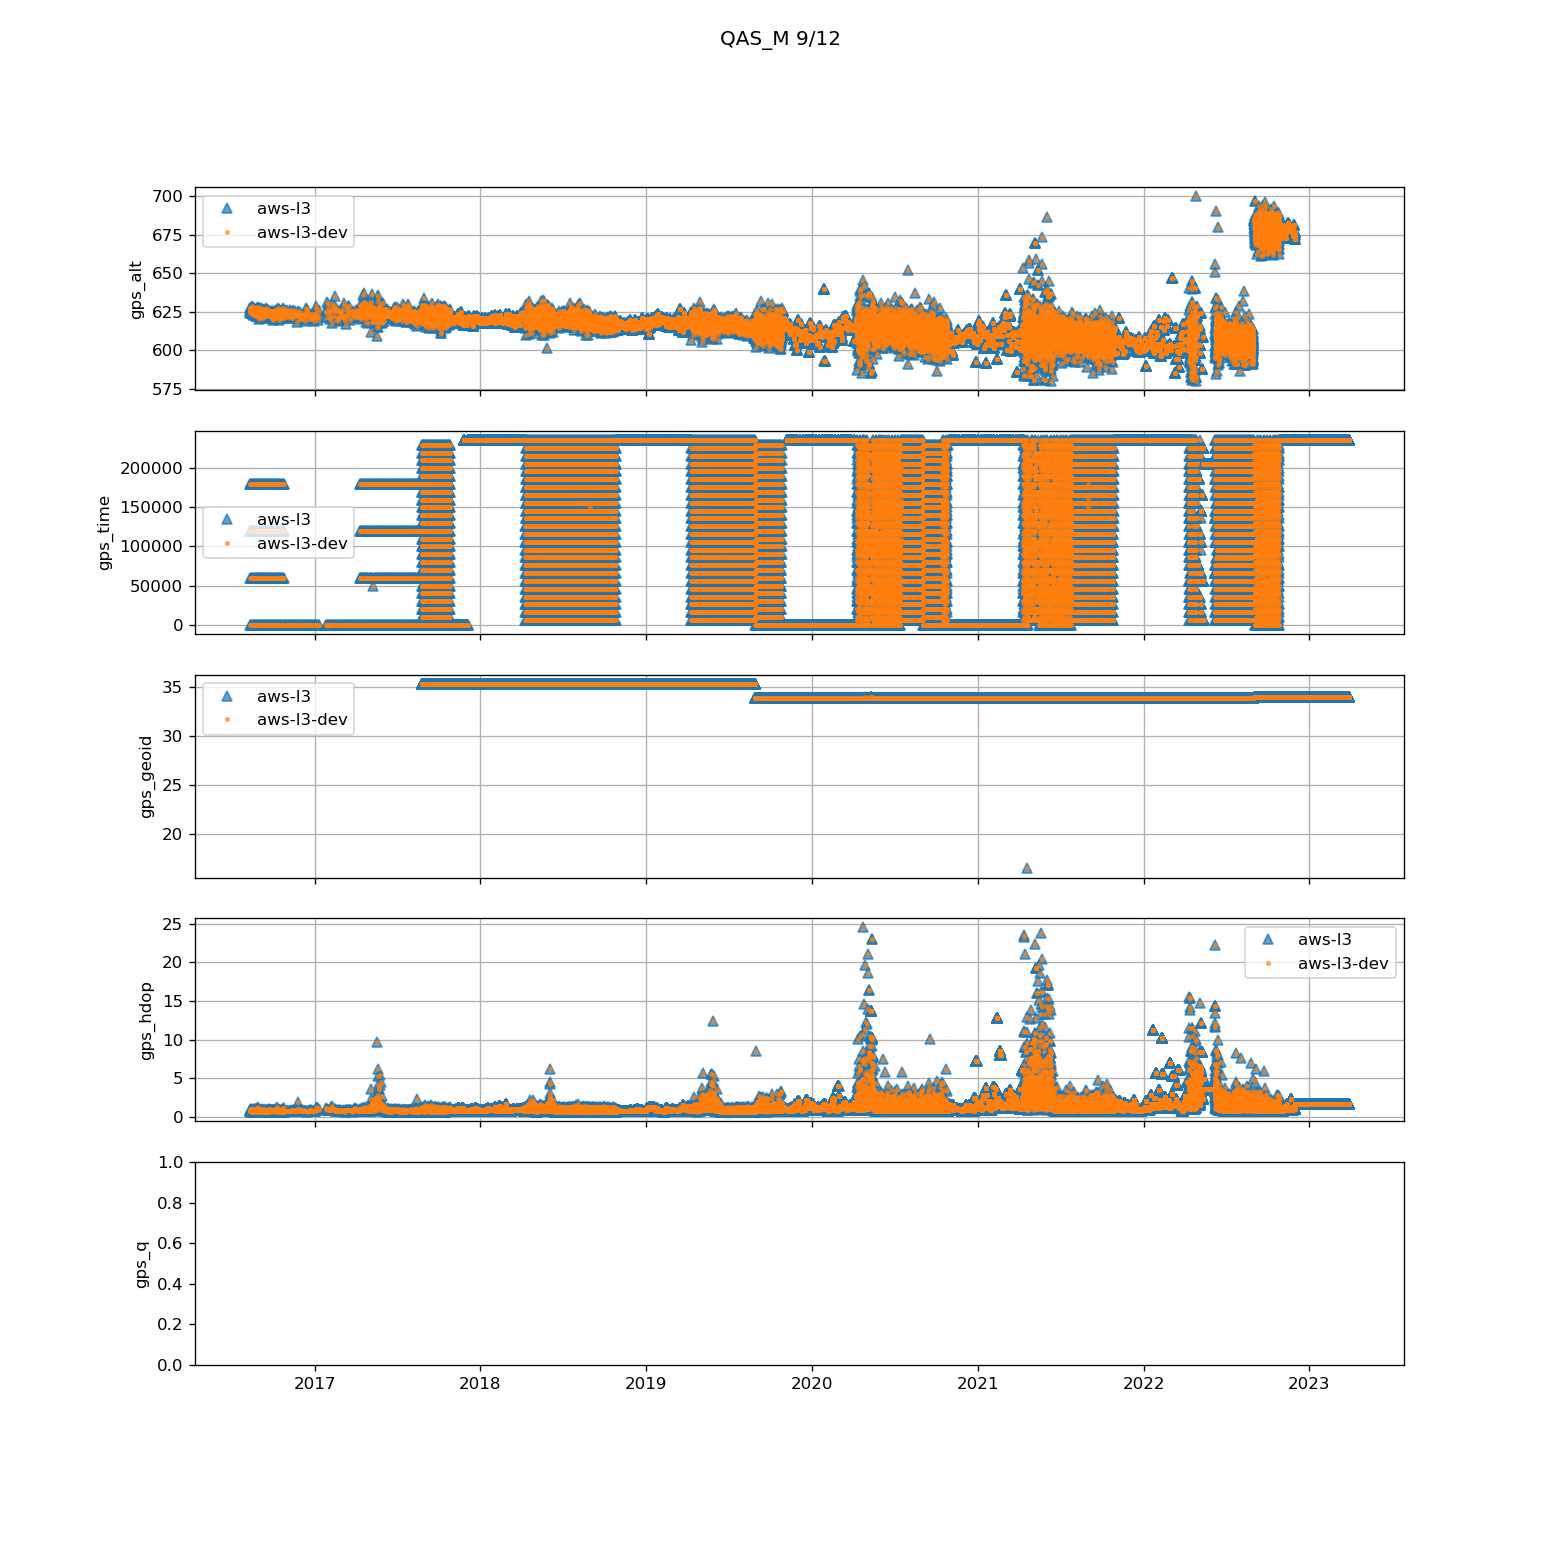 QAS_M 9/12
gps_alt
700
675
650
625
600
575
aws-l3
aws-l3-dev
gps_time
200000
150000
100000
50000
0
aws-l3
aws-l3-dev
gps_geoid
35
30
25
20
aws-l3
aws-l3-dev
gps_hdop
25
20
15
10
5
0
aws-l3
aws-l3-dev
gps_q
1.0
0.8
0.6
0.4
0.2
0.0
2017 2018 2019 2020 2021 2022 2023